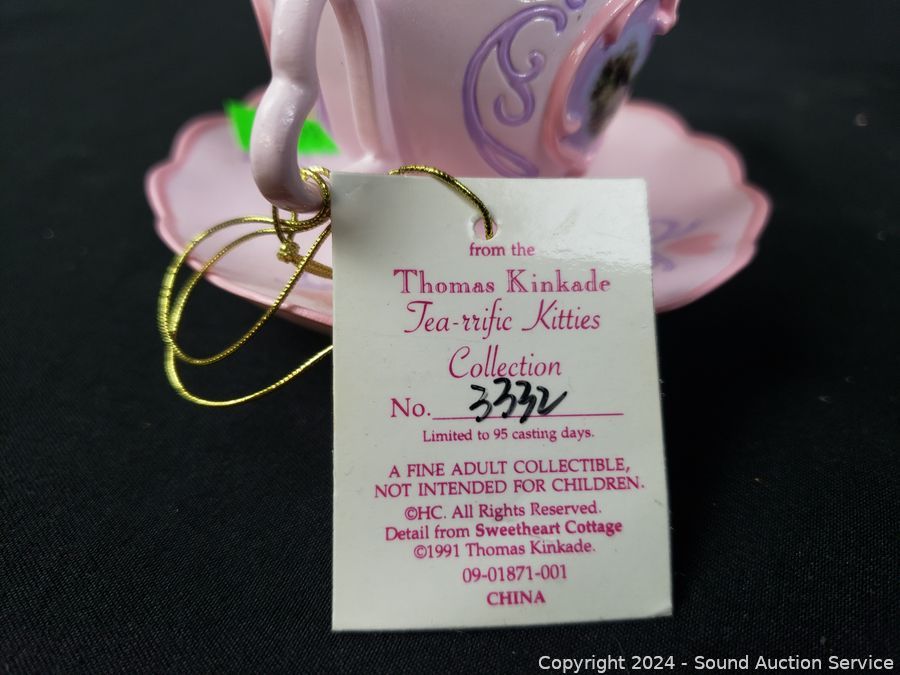 from the
Thomas Kinkade
Tea-rrific Kitties
Collection
No. 3332
Limited to 95 casting days.
A FINE ADULT COLLECTIBLE,
NOT INTENDED FOR CHILDREN.
©HC. All Rights Reserved.
Detail from Sweetheart Cottage
©1991 Thomas Kinkade.
09-01871-001
CHINA
Copyright 2024 - Sound Auction Service